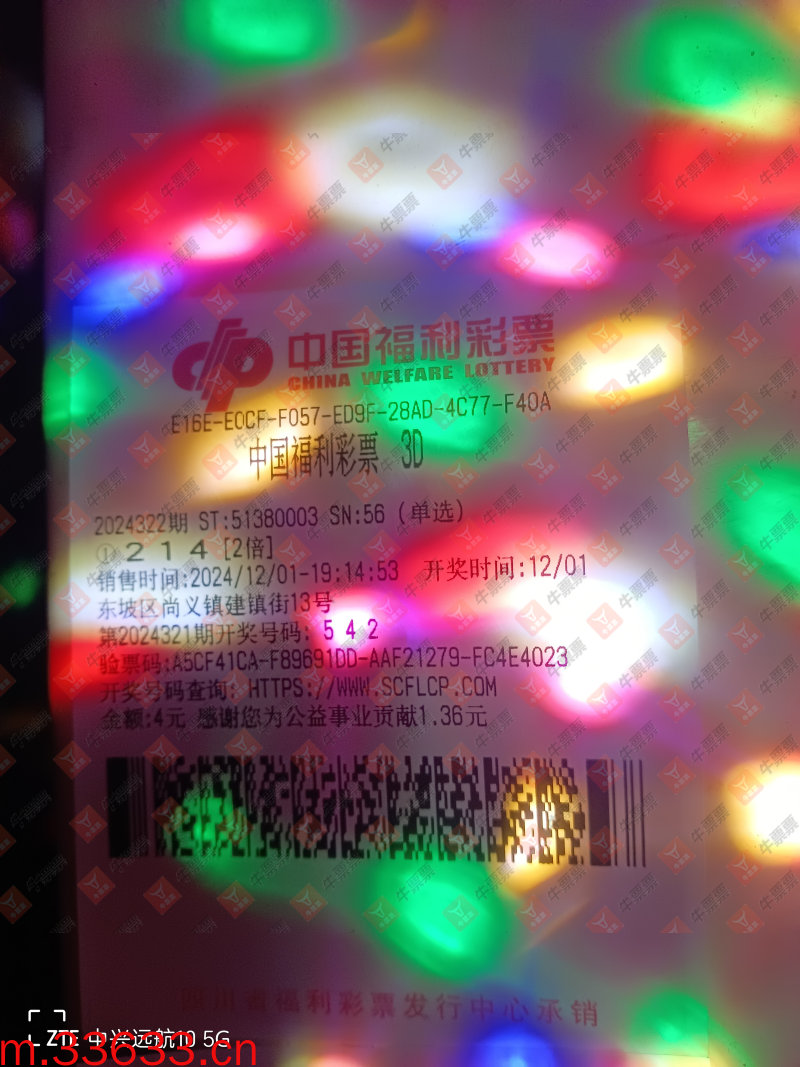 中国福利彩票
CHINA WELFARE LOTTERY
E16E-E0CF-F057-ED9F-28AD-4C77-F40A
中国福利彩票 3D
2024322期 ST:51380003 SN:56 (单选)
① 2 1 4 [2倍]
销售时间:2024/12/01-19:14:53 开奖时间:12/01
东坡区尚义镇建镇街13号
第2024321期开奖号码: 5 4 2
验票码:A5CF41CA-F89691DD-AAF21279-FC4E4023
开奖号码查询: HTTPS://WWW.SCFLCP.COM
金额:4元 感谢您为公益事业贡献1.36元
四川省福利彩票发行中心承销
ZTE 中兴远航10 5G
m.33633.cn
牛票票